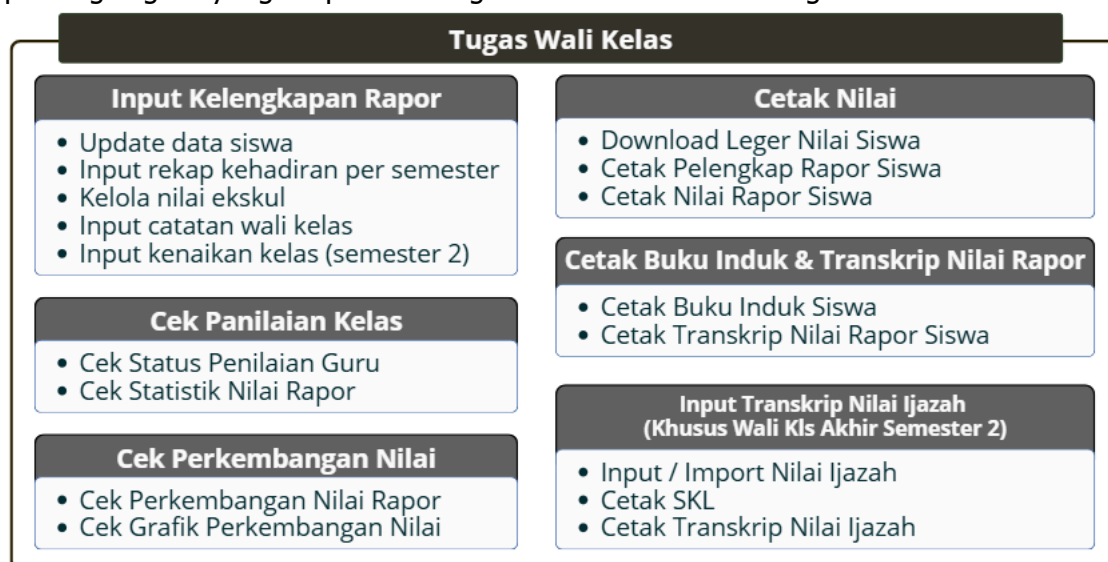 Tugas Wali Kelas
Input Kelengkapan Rapor
• Update data siswa
• Input rekap kehadiran per semester
• Kelola nilai ekskul
• Input catatan wali kelas
• Input kenaikan kelas (semester 2)
Cek Panilaian Kelas
• Cek Status Penilaian Guru
• Cek Statistik Nilai Rapor
Cek Perkembangan Nilai
• Cek Perkembangan Nilai Rapor
• Cek Grafik Perkembangan Nilai
Cetak Nilai
• Download Leger Nilai Siswa
• Cetak Pelengkap Rapor Siswa
• Cetak Nilai Rapor Siswa
Cetak Buku Induk & Transkrip Nilai Rapor
• Cetak Buku Induk Siswa
• Cetak Transkrip Nilai Rapor Siswa
Input Transkrip Nilai Ijazah
(Khusus Wali Kls Akhir Semester 2)
• Input / Import Nilai Ijazah
• Cetak SKL
• Cetak Transkrip Nilai Ijazah